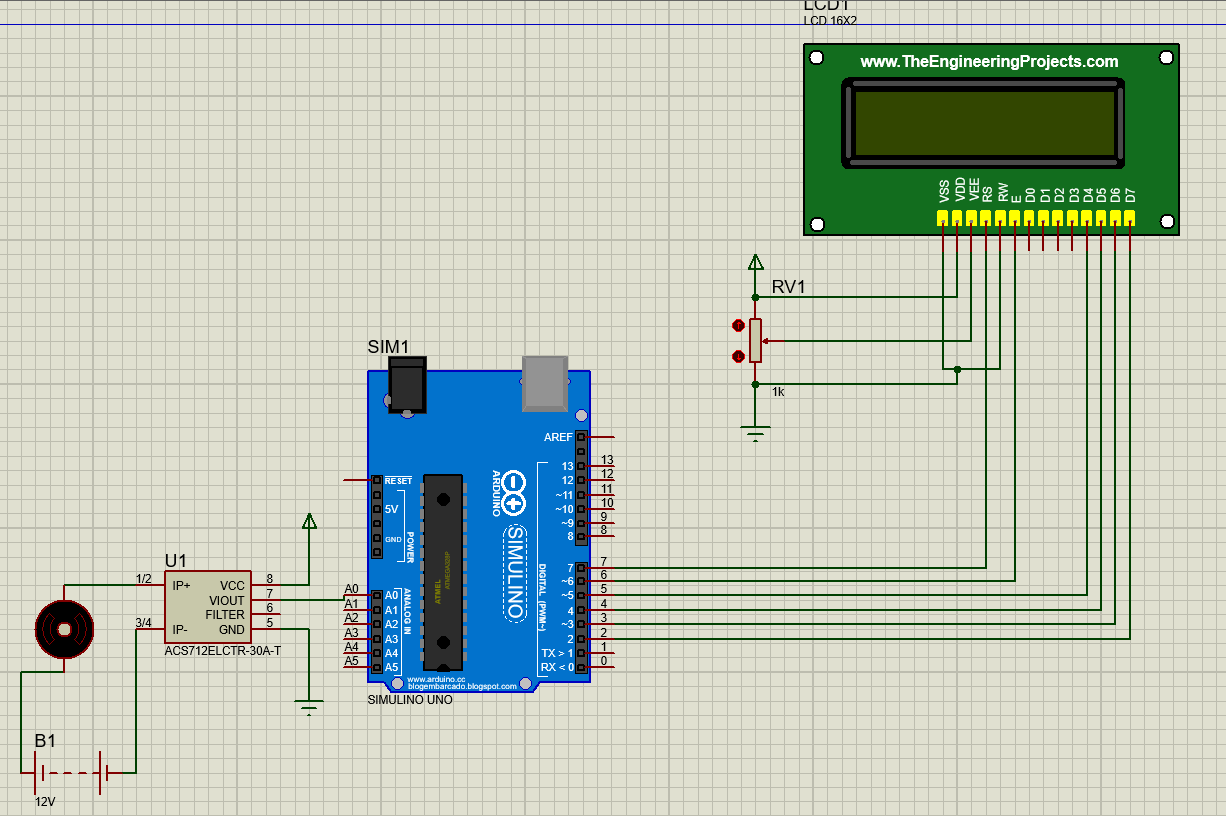 LCD1
LCD 16X2
www.TheEngineeringProjects.com
VSS
VDD
VEE
RS
RW
E
D0
D1
D2
D3
D4
D5
D6
D7
RV1
1k
SIM1
AREF
13 13
12 12
~11 11
~10 10
~9 9
8 8
RESET
5V
GND
POWER
ARDUINO
SIMULINO
ATMEL
ATMEGA328P
DIGITAL (PWM~)
7 7
~6 6
~5 5
4 4
~3 3
2 2
TX > 1 1
RX < 0 0
A0 A0
A1 A1
A2 A2
A3 A3
A4 A4
A5 A5
ANALOG IN
www.arduino.cc
blogembarcado.blogspot.com
SIMULINO UNO
U1
1/2 IP+ VCC 8
VIOUT 7
FILTER 6
3/4 IP- GND 5
ACS712ELCTR-30A-T
B1
12V